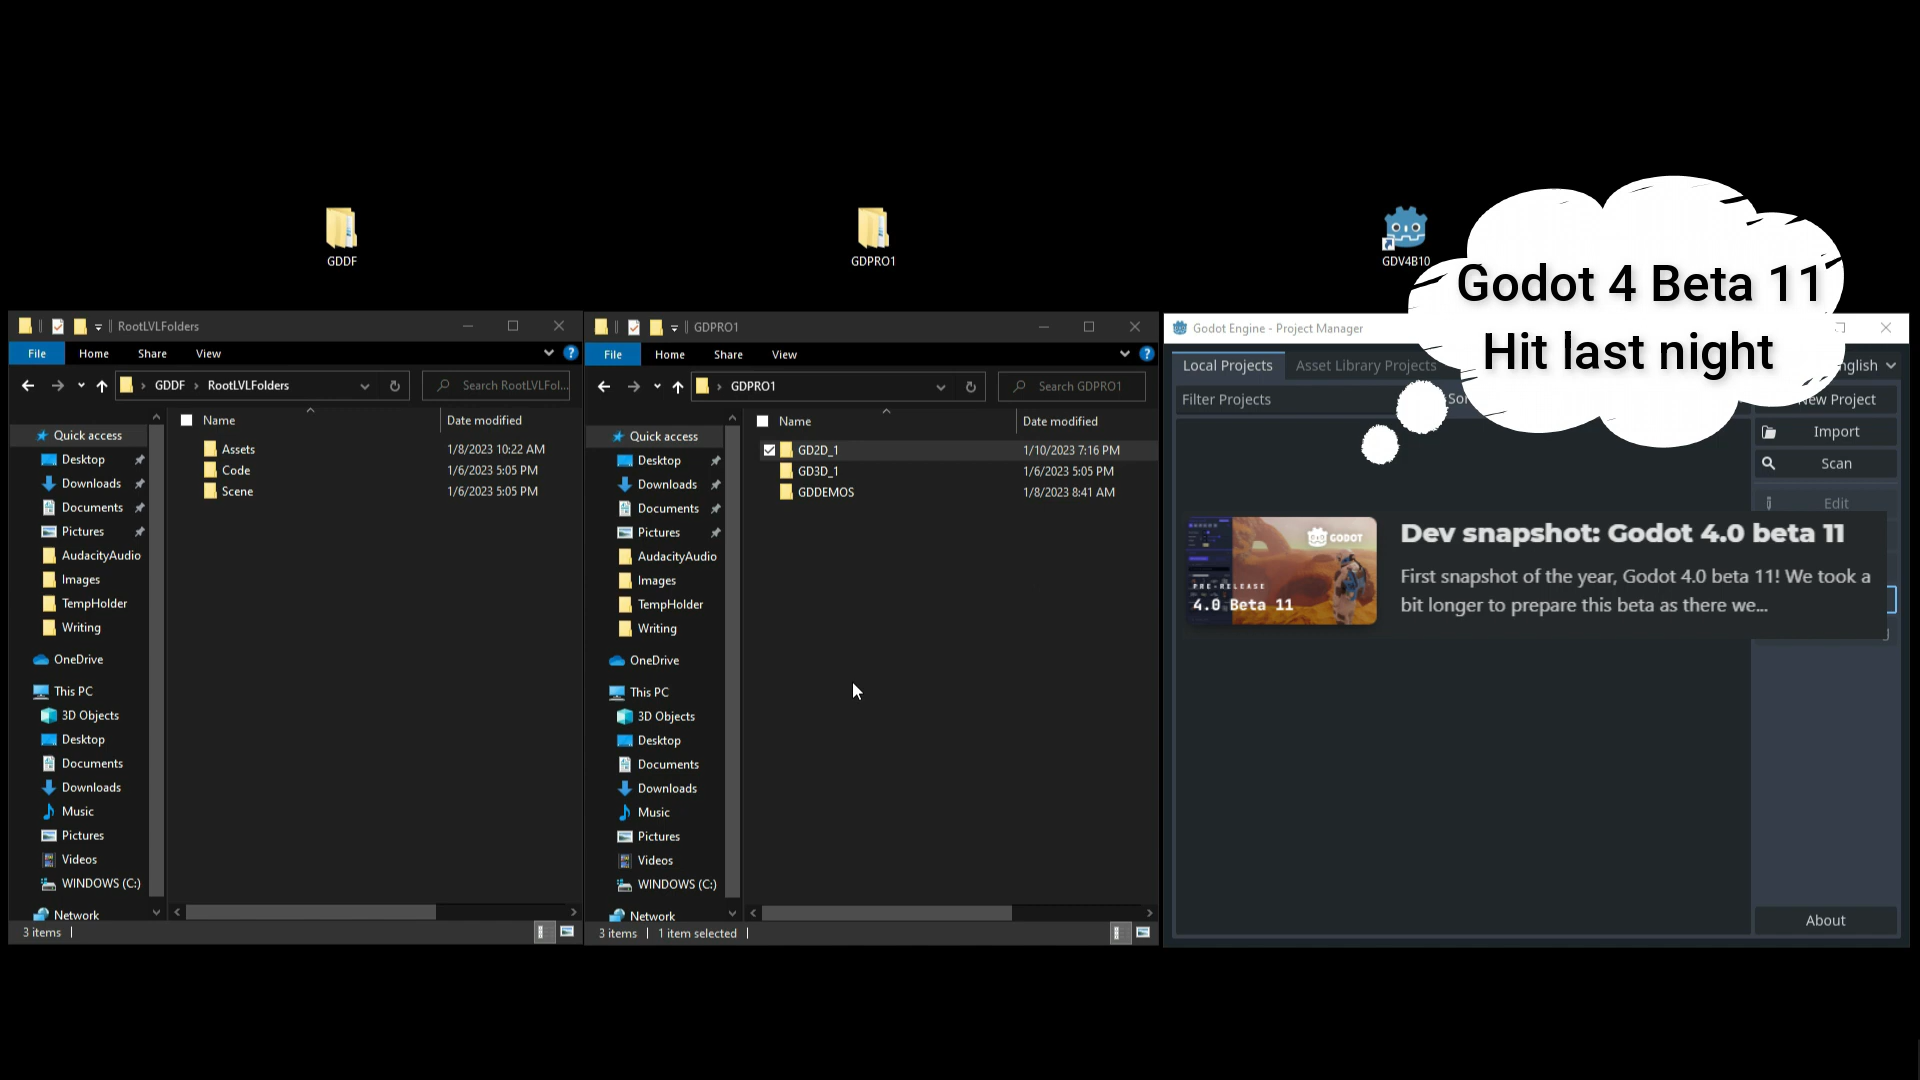 GDDF
GDPRO1
GDV4B10
Godot 4 Beta 11
Hit last night
RootLVLFolders
File
Home
Share
View
GDDF
RootLVLFolders
Search RootLVLFol...
Name
Date modified
Quick access
Desktop
Downloads
Documents
Pictures
AudacityAudio
Images
TempHolder
Writing
OneDrive
This PC
3D Objects
Desktop
Documents
Downloads
Music
Pictures
Videos
WINDOWS (C:)
Network
Assets 1/8/2023 10:22 AM
Code 1/6/2023 5:05 PM
Scene 1/6/2023 5:05 PM
3 items
GDPRO1
File
Home
Share
View
GDPRO1
Search GDPRO1
Name
Date modified
Quick access
Desktop
Downloads
Documents
Pictures
AudacityAudio
Images
TempHolder
Writing
OneDrive
This PC
3D Objects
Desktop
Documents
Downloads
Music
Pictures
Videos
WINDOWS (C:)
Network
GD2D_1 1/10/2023 7:16 PM
GD3D_1 1/6/2023 5:05 PM
GDDEMOS 1/8/2023 8:41 AM
3 items
1 item selected
Godot Engine - Project Manager
Local Projects
Asset Library Projects
nglish
Filter Projects
Sor
New Project
Import
Scan
Edit
GODOT
PRE-RELEASE
4.0 Beta 11
Dev snapshot: Godot 4.0 beta 11
First snapshot of the year, Godot 4.0 beta 11! We took a
bit longer to prepare this beta as there we...
About